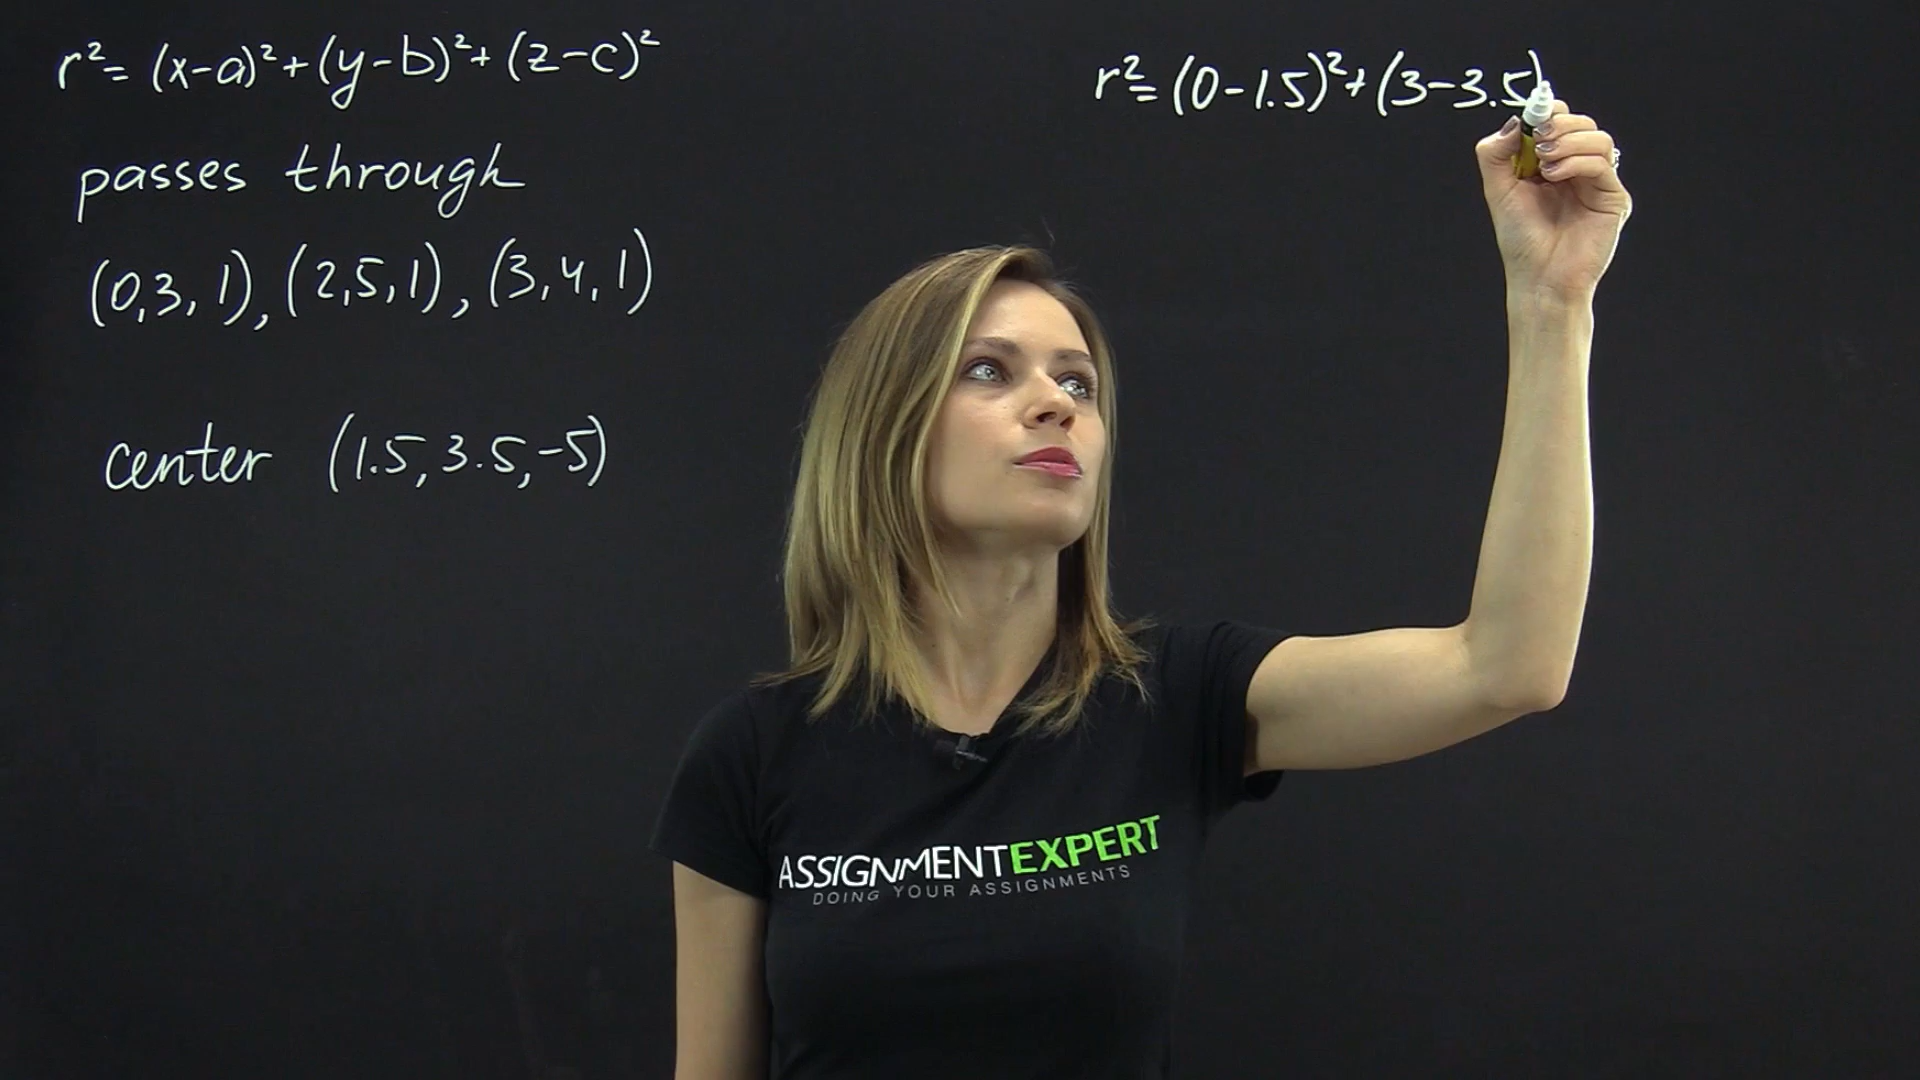 r²= (x-a)²+(y-b)²+(z-c)²
r²= (0-1.5)²+(3-3.5)
passes through
(0,3,1),(2,5,1),(3,4,1)
center (1.5,3.5,-5)
ASSIGNMENTEXPERT
DOING YOUR ASSIGNMENTS